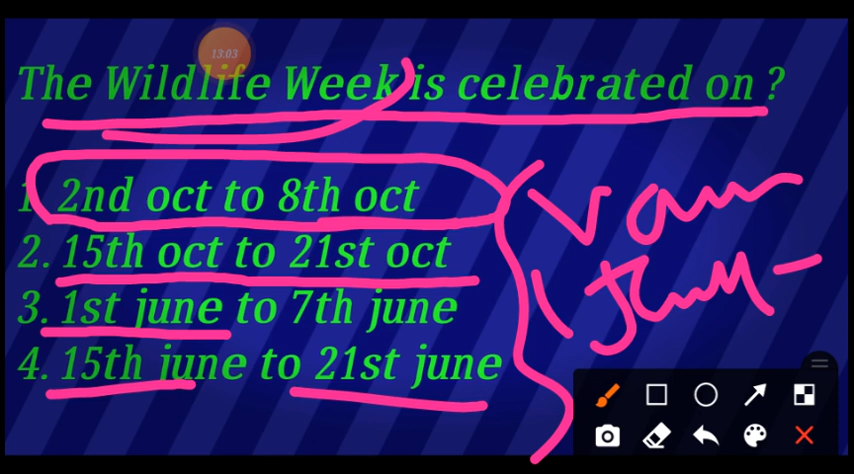 13:03
The Wildlife Week is celebrated on ?
1. 2nd oct to 8th oct
2. 15th oct to 21st oct
3. 1st june to 7th june
4. 15th june to 21st june